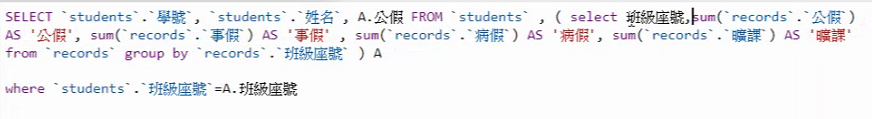 SELECT `students`.`學號`, `students`.`姓名`, A.公假 FROM `students` , ( select 班級座號,sum(`records`.`公假`)
AS '公假', sum(`records`.`事假`) AS '事假' , sum(`records`.`病假`) AS '病假', sum(`records`.`曠課`) AS '曠課'
from `records` group by `records`.`班級座號` ) A
where `students`.`班級座號`=A.班級座號